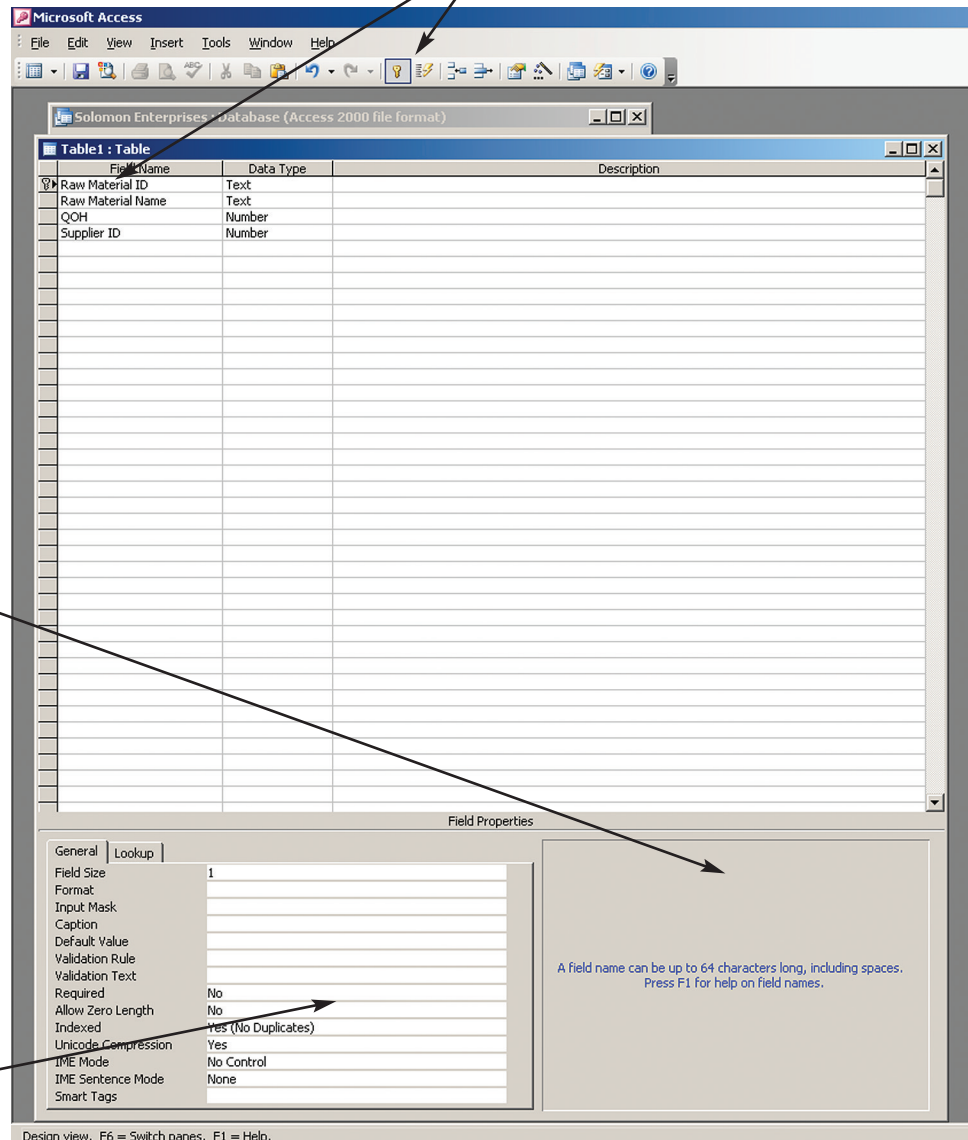 Microsoft Access
File Edit View Insert Tools Window Help
Solomon Enterprises : Database (Access 2000 file format)
Table1 : Table
Field Name Data Type Description
Raw Material ID Text
Raw Material Name Text
QOH Number
Supplier ID Number
Field Properties
General Lookup
Field Size 1
Format
Input Mask
Caption
Default Value
Validation Rule
Validation Text
Required No
Allow Zero Length No
Indexed Yes (No Duplicates)
Unicode Compression Yes
IME Mode No Control
IME Sentence Mode None
Smart Tags
A field name can be up to 64 characters long, including spaces.
Press F1 for help on field names.
Design view. F6 = Switch panes. F1 = Help.